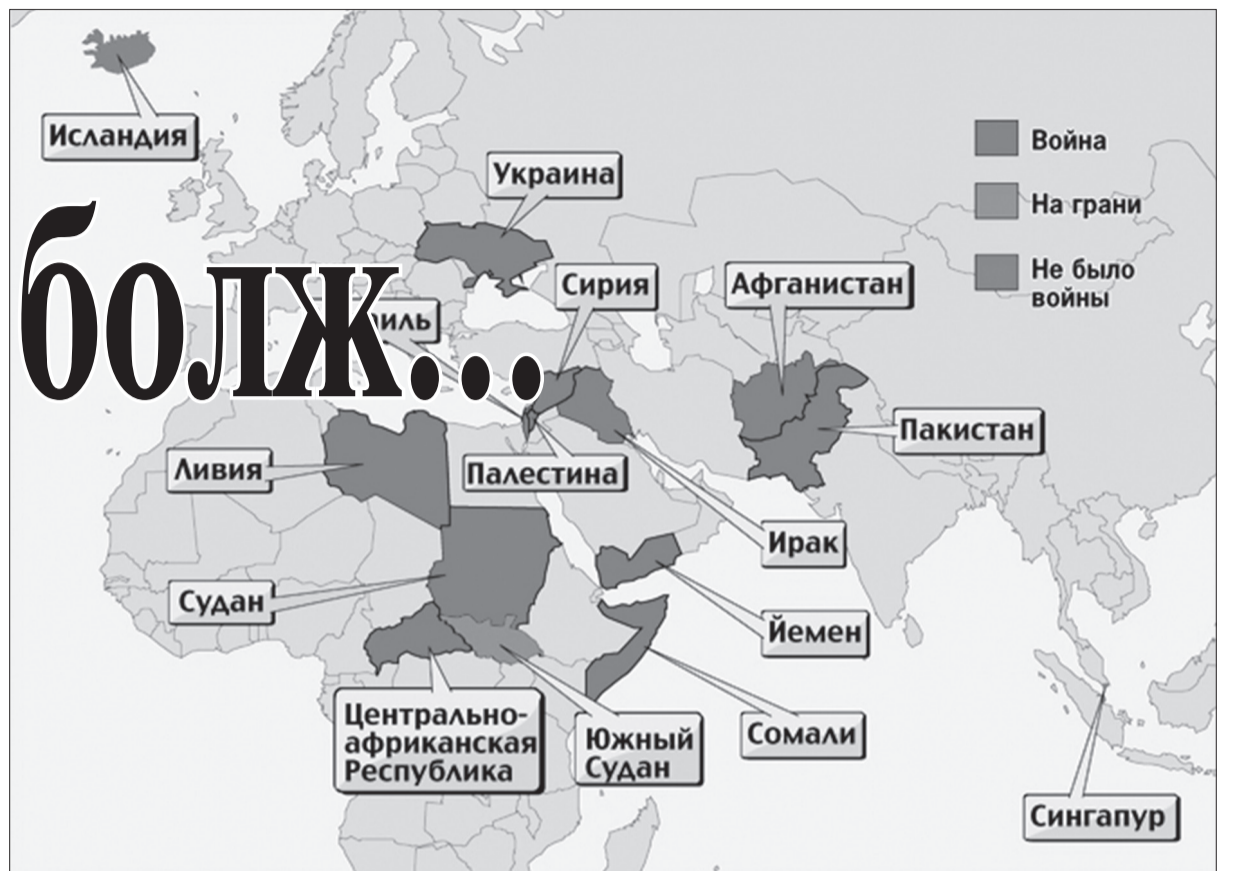 Исландия
Украина
Война
На грани
Не было
войны
болж...
Сирия
Афганистан
Пакистан
Ливия
Палестина
Ирак
Судан
Йемен
Центрально-
африканская
Республика
Южный
Судан
Сомали
Сингапур